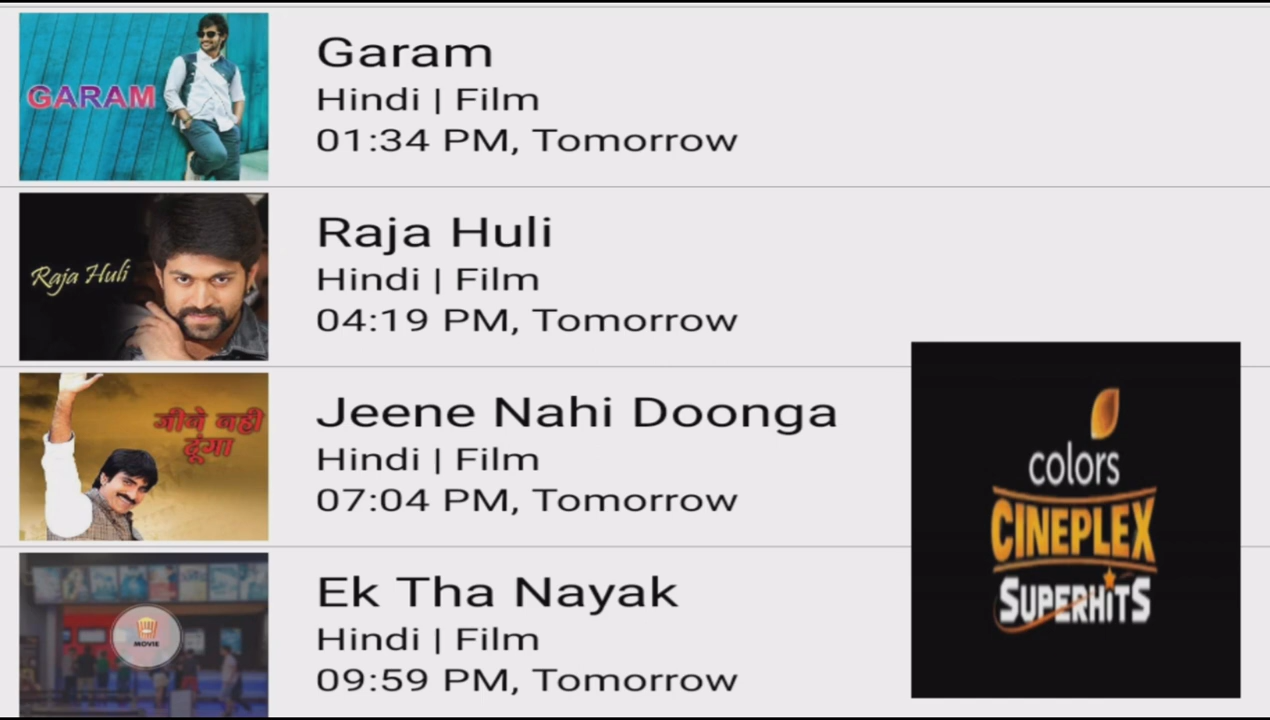 GARAM
Garam
Hindi | Film
01:34 PM, Tomorrow
Raja Huli
Raja Huli
Hindi | Film
04:19 PM, Tomorrow
जीने नही
दूंगा
Jeene Nahi Doonga
Hindi | Film
07:04 PM, Tomorrow
MOVIE
Ek Tha Nayak
Hindi | Film
09:59 PM, Tomorrow
colors
CINEPLEX
SUPERHiTS